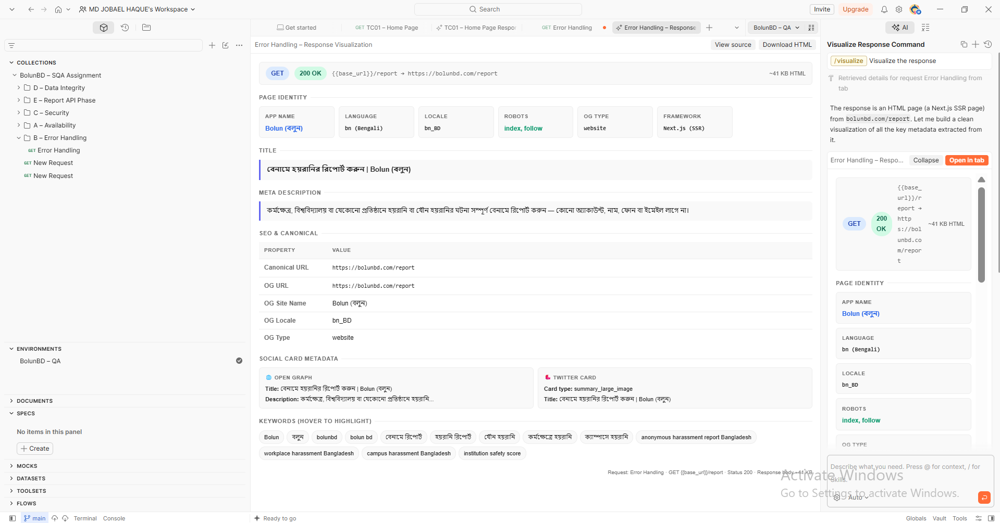 MD JOBAEL HAQUE's Workspace
Search
Invite
Upgrade
Get started
GET TC01 – Home Page
TC01 – Home Page Respor
GET Error Handling
Error Handling – Response
BolunBD – QA
AI
COLLECTIONS
BolunBD – SQA Assignment
D – Data Integrity
E – Report API Phase
C – Security
A – Availability
B – Error Handling
GET Error Handling
GET New Request
GET New Request
ENVIRONMENTS
BolunBD – QA
DOCUMENTS
SPECS
No items in this panel
Create
MOCKS
DATASETS
TOOLSETS
FLOWS
Error Handling – Response Visualization
View source
Download HTML
GET 200 OK {{base_url}}/report → https://bolunbd.com/report ~41 KB HTML
PAGE IDENTITY
APP NAME
Bolun (বলুন)
LANGUAGE
bn (Bengali)
LOCALE
bn_BD
ROBOTS
index, follow
OG TYPE
website
FRAMEWORK
Next.js (SSR)
TITLE
বেনামে হয়রানির রিপোর্ট করুন | Bolun (বলুন)
META DESCRIPTION
কর্মক্ষেত্র, বিশ্ববিদ্যালয় বা যেকোনো প্রতিষ্ঠানে হয়রানি বা যৌন হয়রানির ঘটনা সম্পূর্ণ বেনামে রিপোর্ট করুন — কোনো অ্যাকাউন্ট, নাম, ফোন বা ইমেইল লাগে না।
SEO & CANONICAL
PROPERTY VALUE
Canonical URL https://bolunbd.com/report
OG URL https://bolunbd.com/report
OG Site Name Bolun (বলুন)
OG Locale bn_BD
OG Type website
SOCIAL CARD METADATA
OPEN GRAPH
Title: বেনামে হয়রানির রিপোর্ট করুন | Bolun (বলুন)
Description: কর্মক্ষেত্র, বিশ্ববিদ্যালয় বা যেকোনো প্রতিষ্ঠানে হয়রানি...
TWITTER CARD
Card type: summary_large_image
Title: বেনামে হয়রানির রিপোর্ট করুন | Bolun (বলুন)
KEYWORDS (HOVER TO HIGHLIGHT)
Bolun বলুন bolunbd bolun bd বেনামে রিপোর্ট হয়রানি রিপোর্ট যৌন হয়রানি কর্মক্ষেত্রে হয়রানি ক্যাম্পাসে হয়রানি anonymous harassment report Bangladesh
workplace harassment Bangladesh campus harassment Bangladesh institution safety score
Request: Error Handling · GET {{base_url}}/report · Status 200 · Response body ~41 KB
Visualize Response Command
/visualize Visualize the response
Retrieved details for request Error Handling from
tab
The response is an HTML page (a Next.js SSR page)
from bolunbd.com/report. Let me build a clean
visualization of all the key metadata extracted from
it.
Error Handling – Respo...
Collapse
Open in tab
GET
200
OK
{{base_
url}}/r
eport →
http
s://bol
unbd.co
m/repor
t
~41 KB HTML
PAGE IDENTITY
APP NAME
Bolun (বলুন)
LANGUAGE
bn (Bengali)
LOCALE
bn_BD
ROBOTS
index, follow
OG TYPE
Describe what you need. Press @ for context, / for
Skills.
Auto
Activate Windows
Go to Settings to activate Windows.
main
Terminal
Console
Ready to go
Globals
Vault
Tools